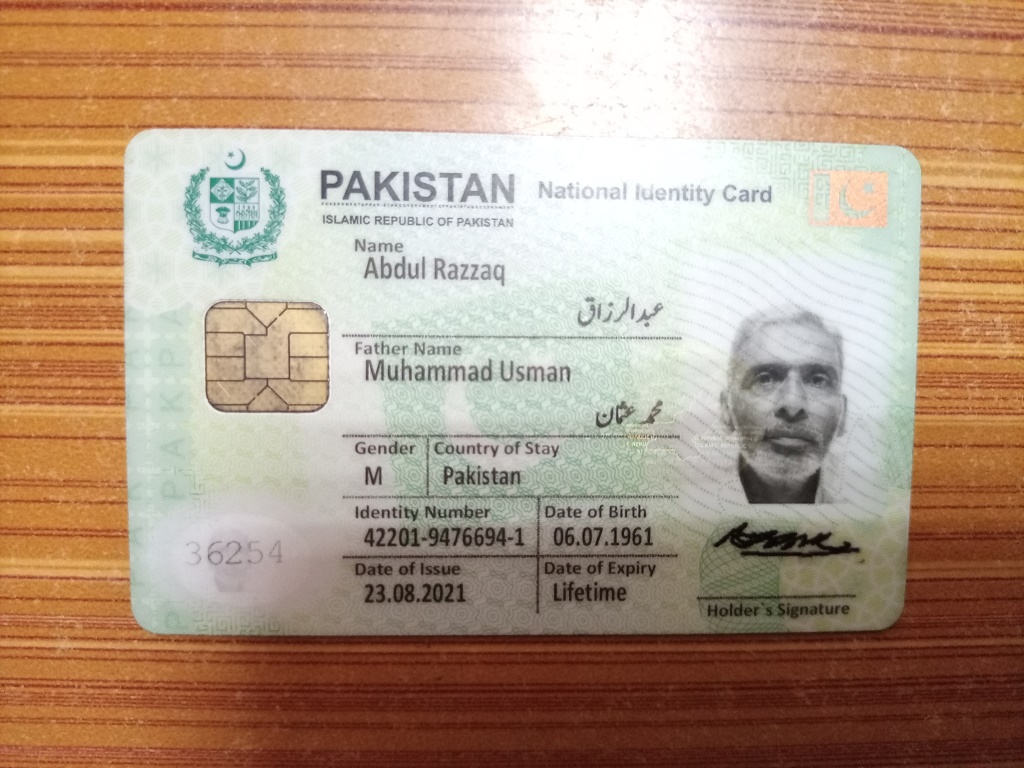 PAKISTAN National Identity Card
ISLAMIC REPUBLIC OF PAKISTAN
Name
Abdul Razzaq
عبدالرزاق
Father Name
Muhammad Usman
محمد عثمان
Gender Country of Stay
M Pakistan
Identity Number Date of Birth
42201-9476694-1 06.07.1961
36254
Date of Issue Date of Expiry
23.08.2021 Lifetime
Holder`s Signature